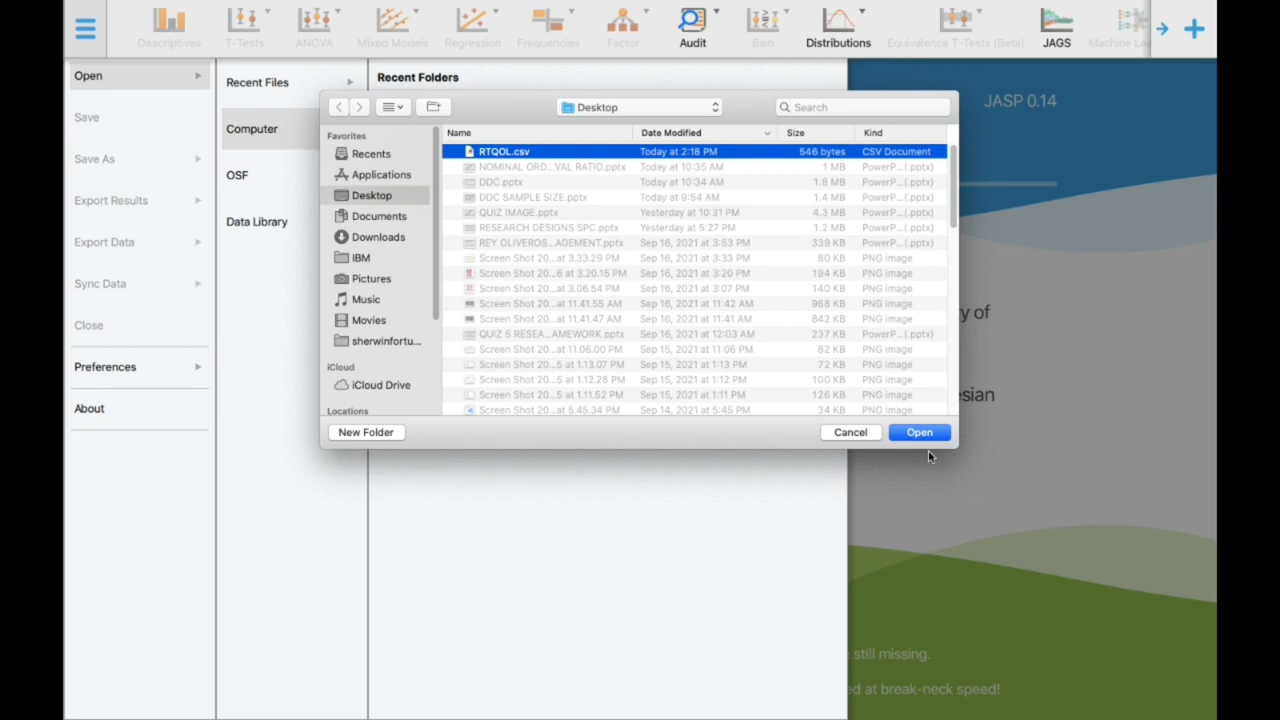 Descriptives T-Tests ANOVA Mixed Models Regression Frequencies Factor Audit Bain Distributions Equivalence T-Tests (Beta) JAGS Machine Le
Open
Save
Save As
Export Results
Export Data
Sync Data
Close
Preferences
About
Recent Files
Computer
OSF
Data Library
Recent Folders
Desktop
Search
Favorites
Recents
Applications
Desktop
Documents
Downloads
IBM
Pictures
Music
Movies
sherwinfortu...
iCloud
iCloud Drive
Locations
Name Date Modified Size Kind
RTQOL.csv Today at 2:18 PM 546 bytes CSV Document
NOMINAL ORD...VAL RATIO.pptx Today at 10:35 AM 1 MB PowerP...(.pptx)
DDC.pptx Today at 10:34 AM 1.8 MB PowerP...(.pptx)
DDC SAMPLE SIZE.pptx Today at 9:54 AM 1.4 MB PowerP...(.pptx)
QUIZ IMAGE.pptx Yesterday at 10:31 PM 4.3 MB PowerP...(.pptx)
RESEARCH DESIGNS SPC.pptx Yesterday at 5:27 PM 1.2 MB PowerP...(.pptx)
REY OLIVEROS...AGEMENT.pptx Sep 16, 2021 at 3:53 PM 339 KB PowerP...(.pptx)
Screen Shot 20...at 3.33.29 PM Sep 16, 2021 at 3:33 PM 80 KB PNG image
Screen Shot 20...6 at 3.20.15 PM Sep 16, 2021 at 3:20 PM 194 KB PNG image
Screen Shot 20...at 3.06.54 PM Sep 16, 2021 at 3:07 PM 140 KB PNG image
Screen Shot 20...at 11.41.55 AM Sep 16, 2021 at 11:42 AM 968 KB PNG image
Screen Shot 20...at 11.41.47 AM Sep 16, 2021 at 11:41 AM 842 KB PNG image
QUIZ 5 RESEA...AMEWORK.pptx Sep 16, 2021 at 12:03 AM 237 KB PowerP...(.pptx)
Screen Shot 20...at 11.06.00 PM Sep 15, 2021 at 11:06 PM 82 KB PNG image
Screen Shot 20...5 at 1.13.07 PM Sep 15, 2021 at 1:13 PM 72 KB PNG image
Screen Shot 20...5 at 1.12.28 PM Sep 15, 2021 at 1:12 PM 100 KB PNG image
Screen Shot 20...5 at 1.11.52 PM Sep 15, 2021 at 1:11 PM 126 KB PNG image
Screen Shot 20...at 5.45.34 PM Sep 14, 2021 at 5:45 PM 34 KB PNG image
New Folder Cancel Open
JASP 0.14
y of
esian
still missing.
ed at break-neck speed!